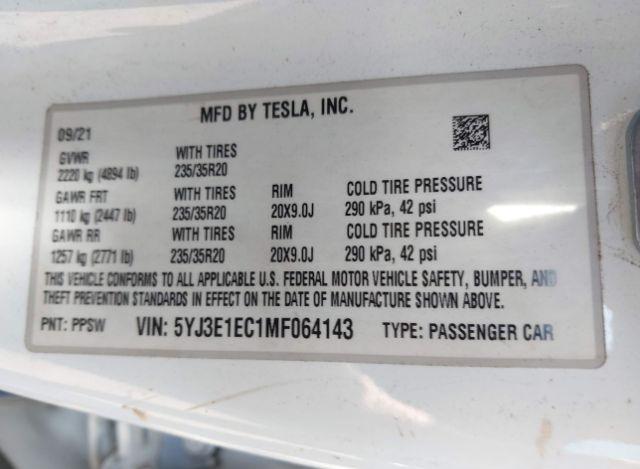 MFD BY TESLA, INC.
09/21
GVWR WITH TIRES
2220 kg (4894 lb) 235/35R20
GAWR FRT WITH TIRES RIM COLD TIRE PRESSURE
1110 kg (2447 lb) 235/35R20 20X9.0J 290 kPa, 42 psi
GAWR RR WITH TIRES RIM COLD TIRE PRESSURE
1257 kg (2771 lb) 235/35R20 20X9.0J 290 kPa, 42 psi
THIS VEHICLE CONFORMS TO ALL APPLICABLE U.S. FEDERAL MOTOR VEHICLE SAFETY, BUMPER, AND
THEFT PREVENTION STANDARDS IN EFFECT ON THE DATE OF MANUFACTURE SHOWN ABOVE.
PNT: PPSW VIN: 5YJ3E1EC1MF064143 TYPE: PASSENGER CAR